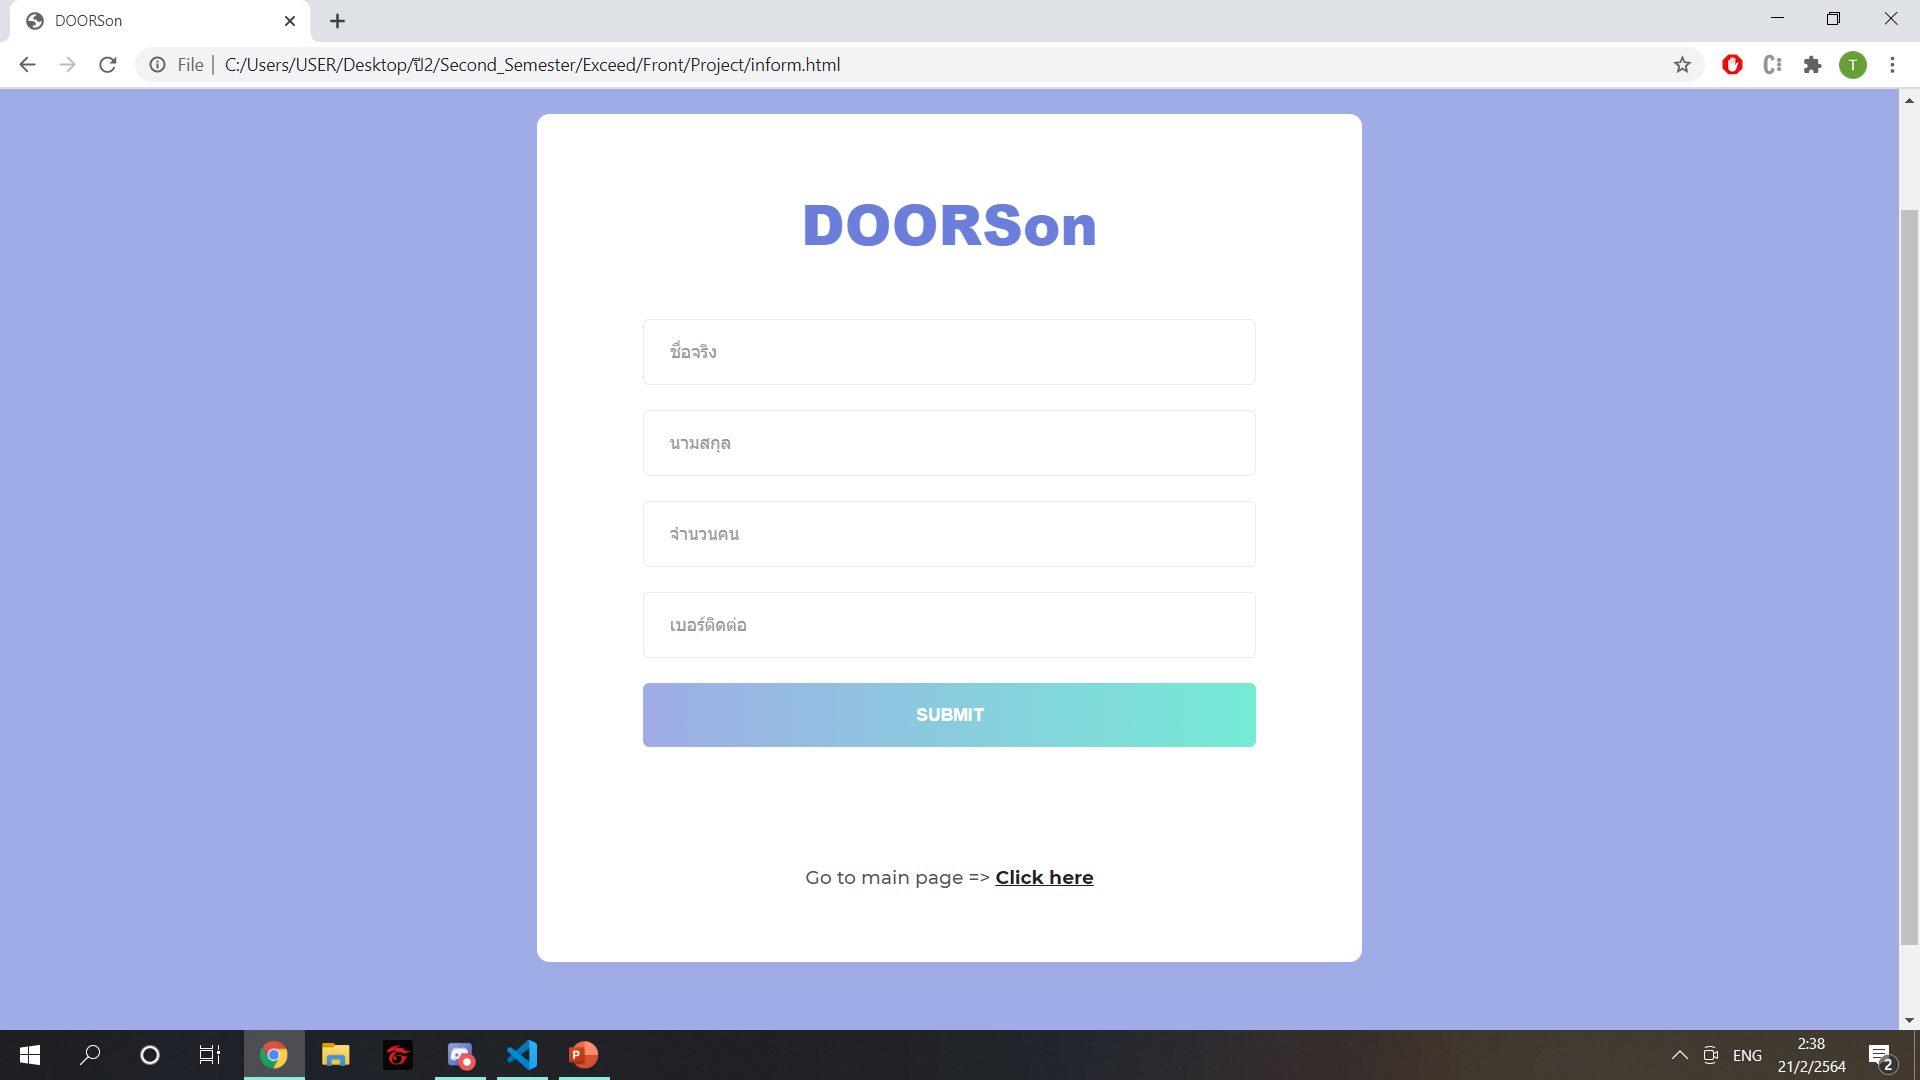 DOORSon
File | C:/Users/USER/Desktop/ปี2/Second_Semester/Exceed/Front/Project/inform.html
T
DOORSon
ชื่อจริง
นามสกุล
จำนวนคน
เบอร์ติดต่อ
SUBMIT
Go to main page => Click here
ENG
2:38
21/2/2564
2